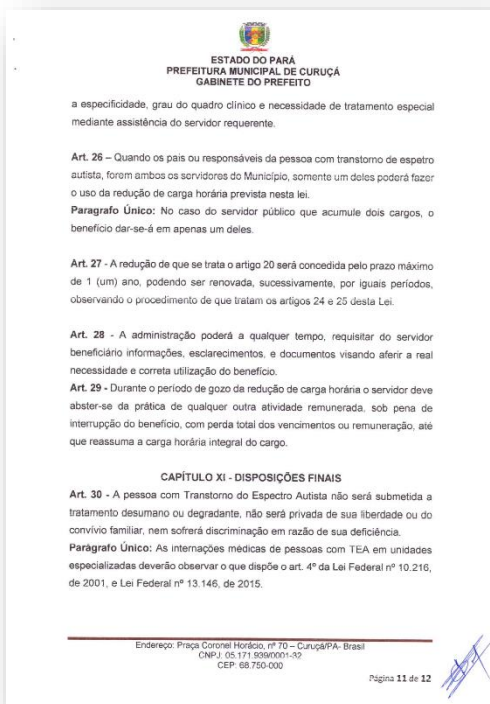 ESTADO DO PARÁ
PREFEITURA MUNICIPAL DE CURUÇÁ
GABINETE DO PREFEITO
a especificidade, grau do quadro clínico e necessidade de tratamento especial
mediante assistência do servidor requerente.
Art. 26 – Quando os pais ou responsáveis da pessoa com transtorno de espetro
autista, forem ambos os servidores do Município, somente um deles poderá fazer
o uso da redução de carga horária prevista nesta lei.
Paragrafo Único: No caso do servidor público que acumule dois cargos, o
benefício dar-se-á em apenas um deles.
Art. 27 - A redução de que se trata o artigo 20 será concedida pelo prazo máximo
de 1 (um) ano, podendo ser renovada, sucessivamente, por iguais períodos,
observando o procedimento de que tratam os artigos 24 e 25 desta Lei.
Art. 28 - A administração poderá a qualquer tempo, requisitar do servidor
beneficiário informações, esclarecimentos, e documentos visando aferir a real
necessidade e correta utilização do benefício.
Art. 29 - Durante o período de gozo da redução de carga horária o servidor deve
abster-se da prática de qualquer outra atividade remunerada, sob pena de
interrupção do benefício, com perda total dos vencimentos ou remuneração, até
que reassuma a carga horária integral do cargo.
CAPÍTULO XI - DISPOSIÇÕES FINAIS
Art. 30 - A pessoa com Transtorno do Espectro Autista não será submetida a
tratamento desumano ou degradante, não será privada de sua liberdade ou do
convívio familiar, nem sofrerá discriminação em razão de sua deficiência.
Parágrafo Único: As internações médicas de pessoas com TEA em unidades
especializadas deverão observar o que dispõe o art. 4º da Lei Federal nº 10.216,
de 2001, e Lei Federal nº 13.146, de 2015.
Endereço: Praça Coronel Horácio, nº 70 – Curuçá/PA- Brasil
CNPJ: 05.171.939/0001-32
CEP: 68.750-000
Página 11 de 12